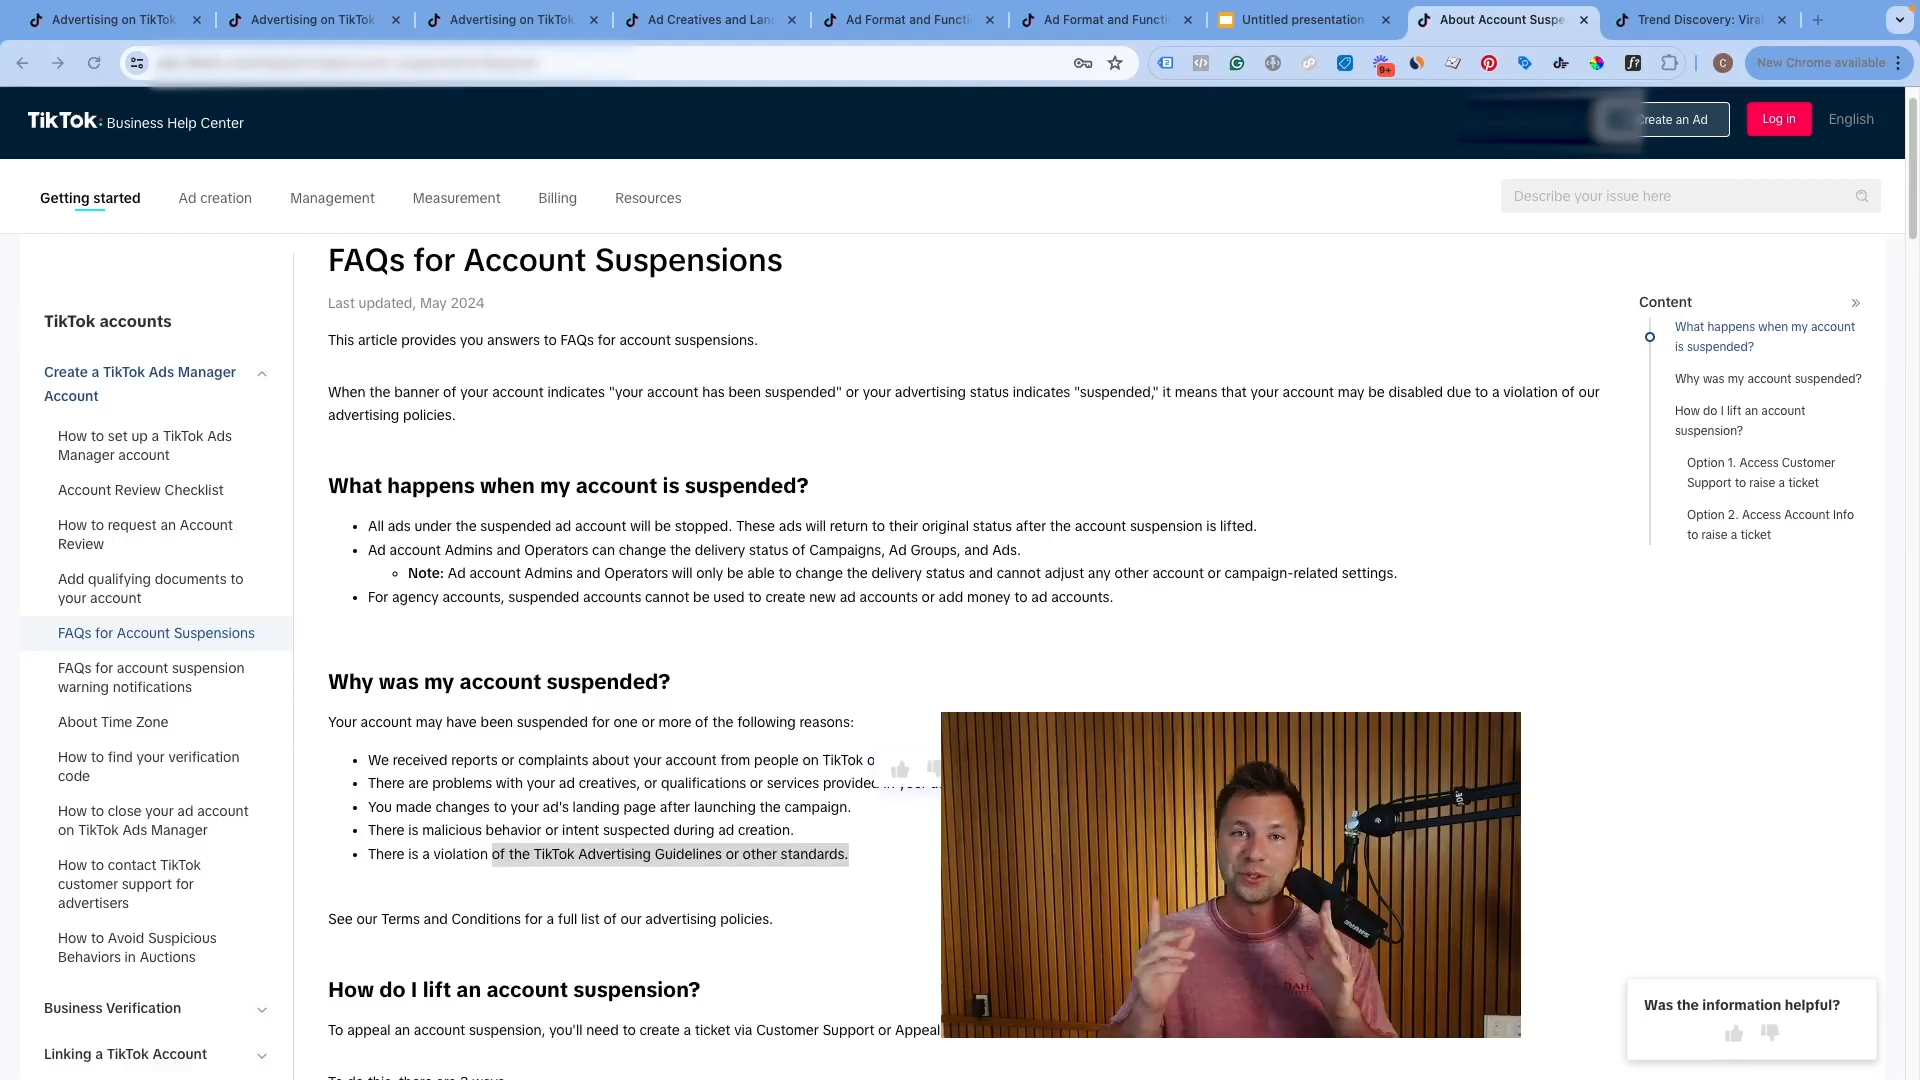 Advertising on TikTok
Advertising on TikTok
Advertising on TikTok
Ad Creatives and Lan
Ad Format and Functi
Ad Format and Functi
Untitled presentation
About Account Suspe
Trend Discovery: Viral
9+
C
New Chrome available
TikTok: Business Help Center
Create an Ad
Log in
English
Getting started
Ad creation
Management
Measurement
Billing
Resources
Describe your issue here
TikTok accounts
Create a TikTok Ads Manager
Account
How to set up a TikTok Ads
Manager account
Account Review Checklist
How to request an Account
Review
Add qualifying documents to
your account
FAQs for Account Suspensions
FAQs for account suspension
warning notifications
About Time Zone
How to find your verification
code
How to close your ad account
on TikTok Ads Manager
How to contact TikTok
customer support for
advertisers
How to Avoid Suspicious
Behaviors in Auctions
Business Verification
Linking a TikTok Account
FAQs for Account Suspensions
Last updated, May 2024
This article provides you answers to FAQs for account suspensions.
When the banner of your account indicates "your account has been suspended" or your advertising status indicates "suspended," it means that your account may be disabled due to a violation of our
advertising policies.
What happens when my account is suspended?
• All ads under the suspended ad account will be stopped. These ads will return to their original status after the account suspension is lifted.
• Ad account Admins and Operators can change the delivery status of Campaigns, Ad Groups, and Ads.
◦ Note: Ad account Admins and Operators will only be able to change the delivery status and cannot adjust any other account or campaign-related settings.
• For agency accounts, suspended accounts cannot be used to create new ad accounts or add money to ad accounts.
Why was my account suspended?
Your account may have been suspended for one or more of the following reasons:
• We received reports or complaints about your account from people on TikTok o
• There are problems with your ad creatives, or qualifications or services provided in your
• You made changes to your ad's landing page after launching the campaign.
• There is malicious behavior or intent suspected during ad creation.
• There is a violation of the TikTok Advertising Guidelines or other standards.
See our Terms and Conditions for a full list of our advertising policies.
How do I lift an account suspension?
To appeal an account suspension, you'll need to create a ticket via Customer Support or Appeal
Content
What happens when my account
is suspended?
Why was my account suspended?
How do I lift an account
suspension?
Option 1. Access Customer
Support to raise a ticket
Option 2. Access Account Info
to raise a ticket
Was the information helpful?